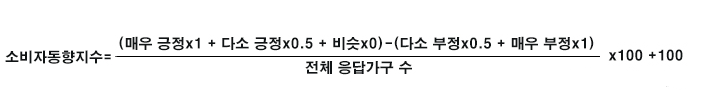 소비자동향지수= (매우 긍정x1 + 다소 긍정x0.5 + 비슷x0)-(다소 부정x0.5 + 매우 부정x1)
전체 응답가구 수
x100 +100